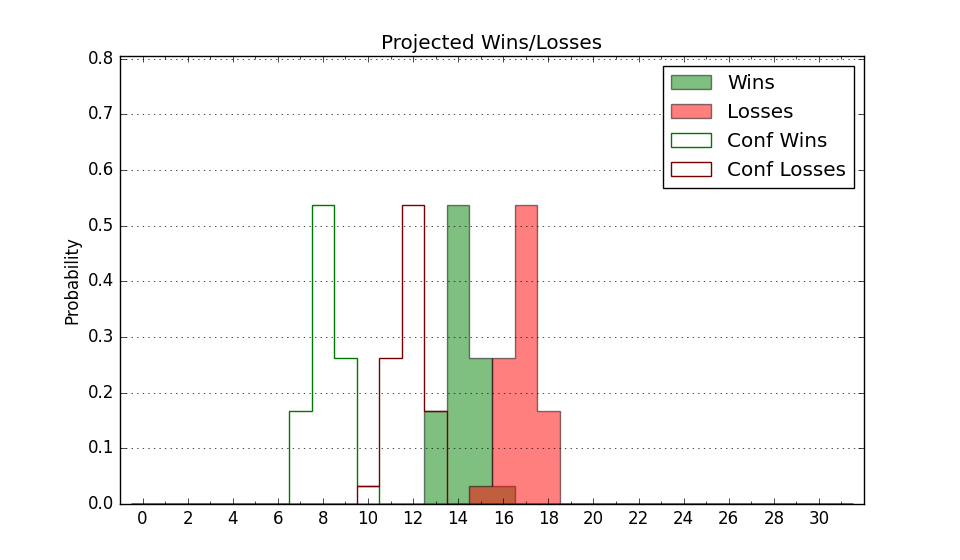 Projected Wins/Losses
0.8
0.7
0.6
0.5
0.4
0.3
0.2
0.1
0.0
Probability
Wins
Losses
Conf Wins
Conf Losses
0 2 4 6 8 10 12 14 16 18 20 22 24 26 28 30